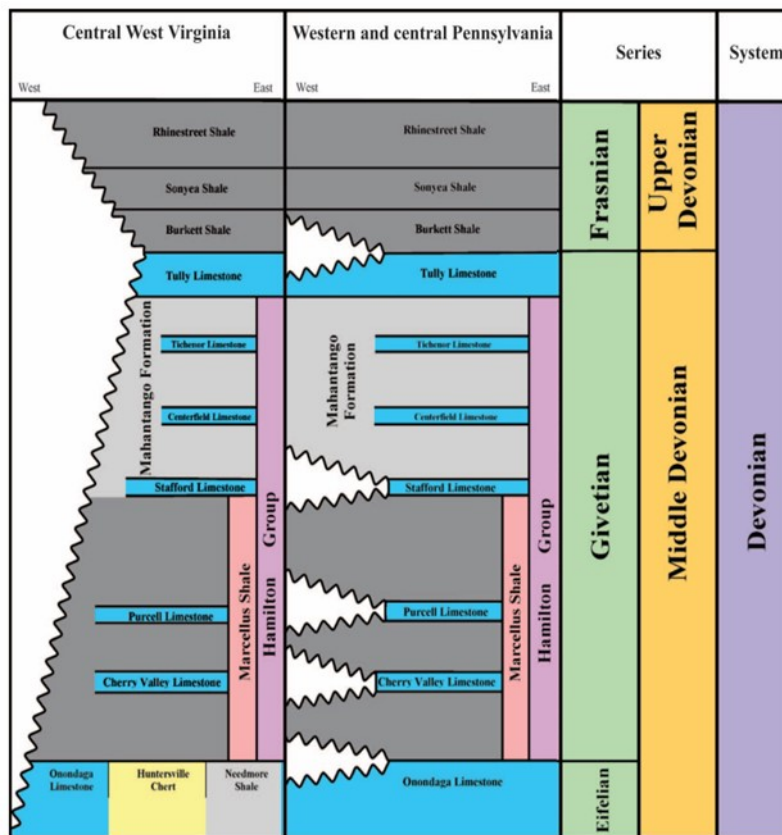 Central West Virginia
West
East
Western and central Pennsylvania
West
East
Series
System
Rhinestreet Shale
Sonyea Shale
Burkett Shale
Tully Limestone
Mahantango Formation
Tichenor Limestone
Centerfield Limestone
Stafford Limestone
Purcell Limestone
Cherry Valley Limestone
Marcellus Shale
Hamilton Group
Onondaga
Limestone
Huntersville
Chert
Needmore
Shale
Rhinestreet Shale
Sonyea Shale
Burkett Shale
Tully Limestone
Mahantango
Formation
Tichenor Limestone
Centerfield Limestone
Stafford Limestone
Purcell Limestone
Cherry Valley Limestone
Marcellus Shale
Hamilton Group
Onondaga Limestone
Frasnian
Givetian
Eifelian
Upper
Devonian
Middle Devonian
Devonian